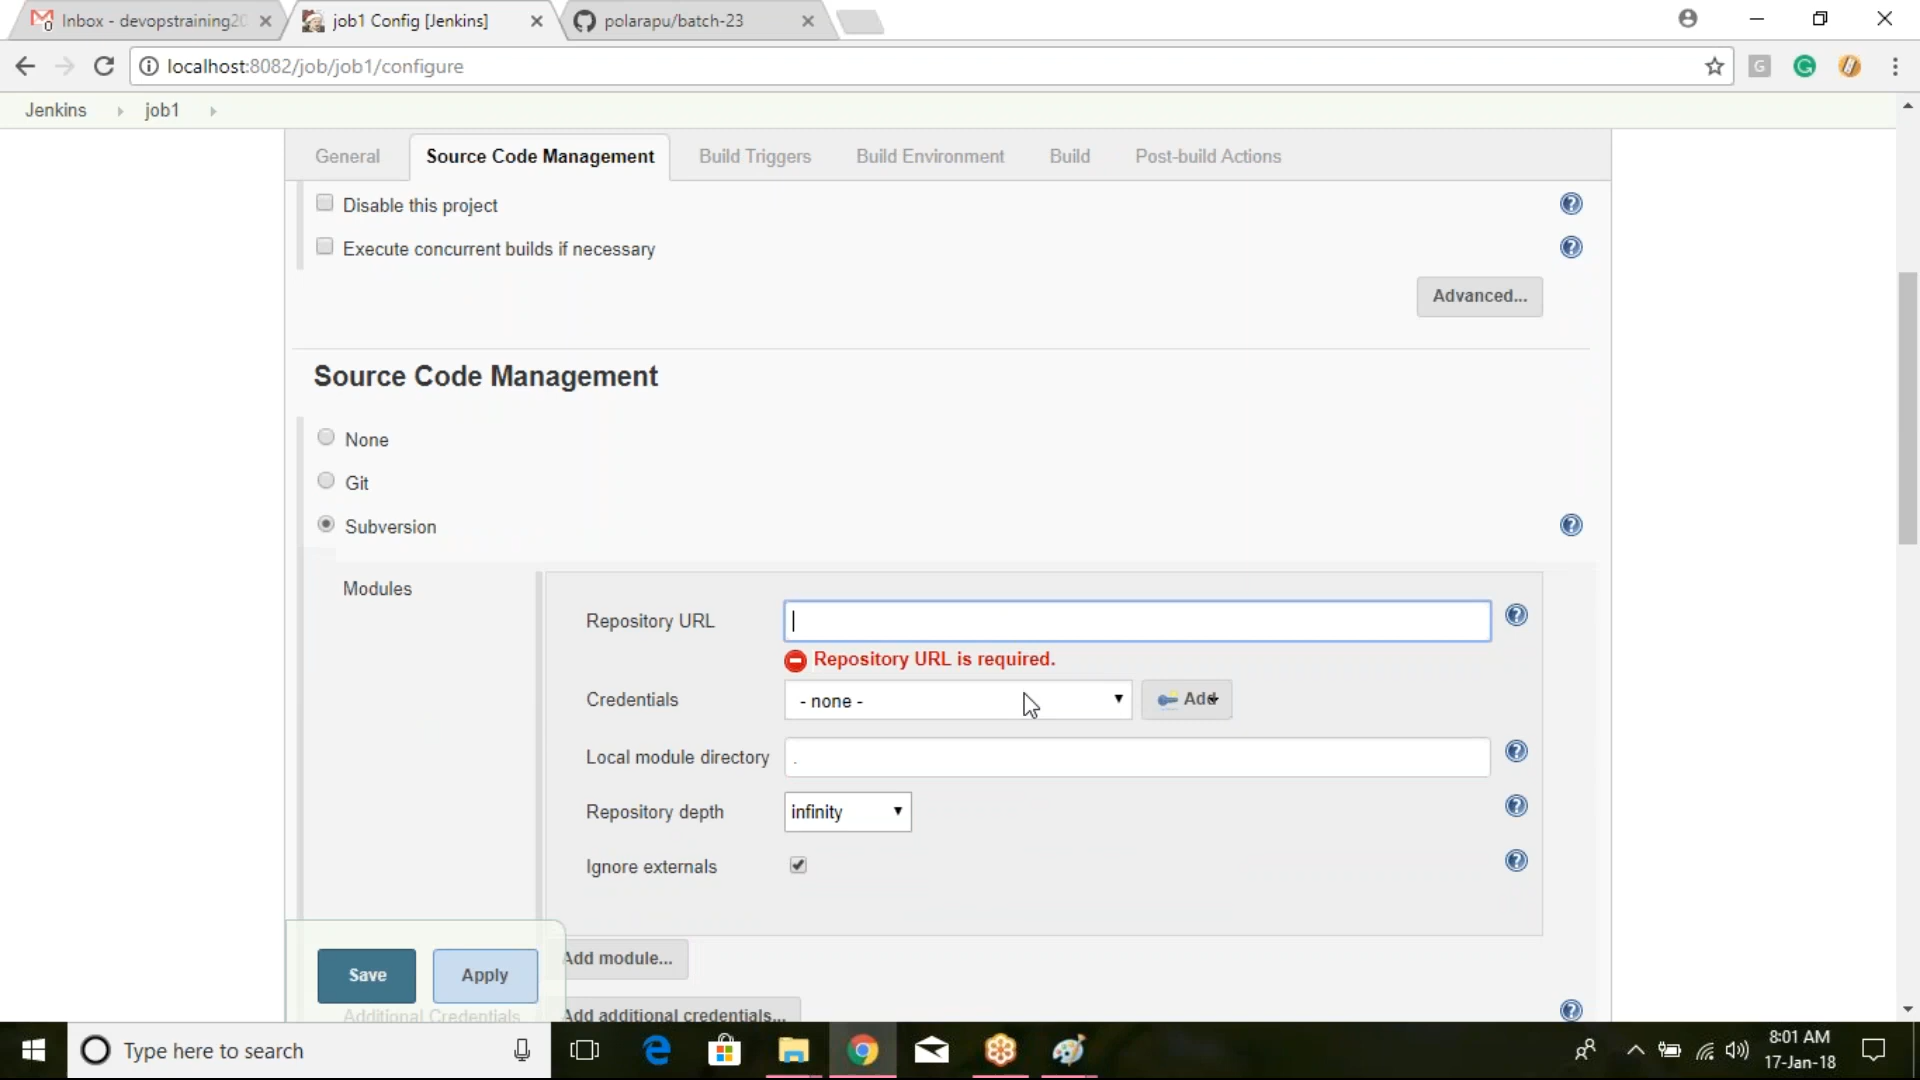 Inbox - devopstraining20
job1 Config [Jenkins]
polarapu/batch-23
localhost:8082/job/job1/configure
Jenkins
job1
General
Source Code Management
Build Triggers
Build Environment
Build
Post-build Actions
Disable this project
Execute concurrent builds if necessary
Advanced...
Source Code Management
None
Git
Subversion
Modules
Repository URL
Repository URL is required.
Credentials
- none -
Add
Local module directory
.
Repository depth
infinity
Ignore externals
Save
Apply
Add module...
Additional Credentials
Add additional credentials...
Type here to search
8:01 AM
17-Jan-18